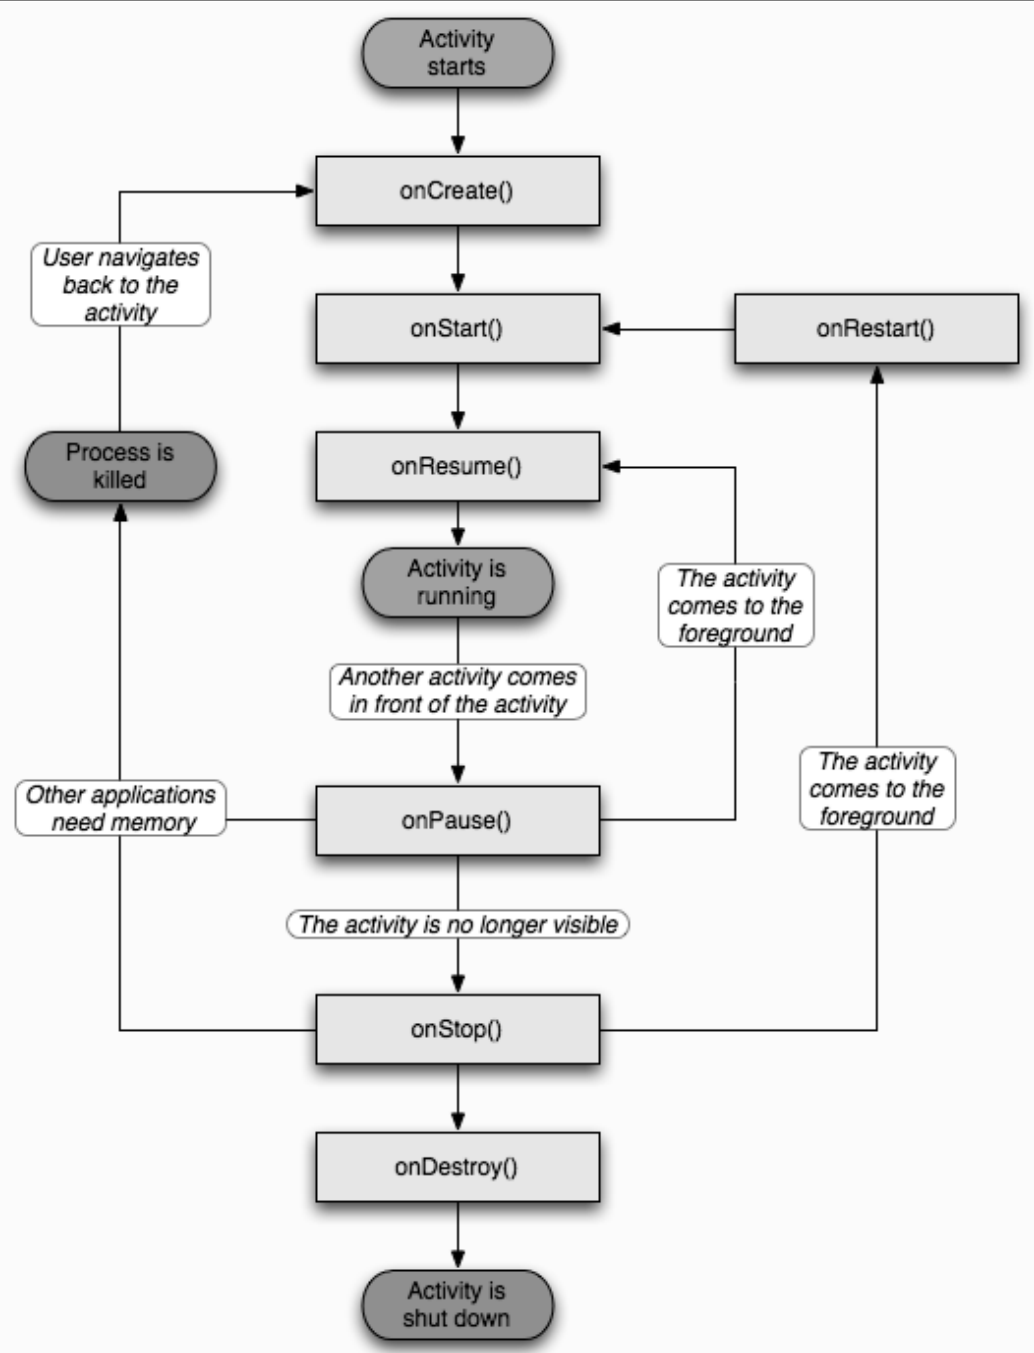 Activity
starts
onCreate()
User navigates
back to the
activity
onStart()
onRestart()
Process is
killed
onResume()
Activity is
running
The activity
comes to the
foreground
Another activity comes
in front of the activity
The activity
comes to the
foreground
Other applications
need memory
onPause()
The activity is no longer visible
onStop()
onDestroy()
Activity is
shut down